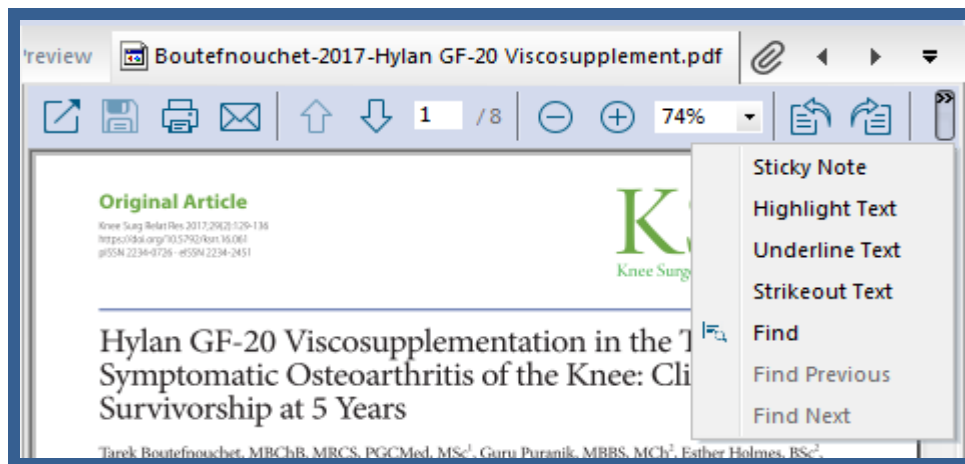 review Boutefnouchet-2017-Hylan GF-20 Viscosupplement.pdf
1 / 8 74%
Sticky Note
Highlight Text
Underline Text
Strikeout Text
Find
Find Previous
Find Next
Original Article
Knee Surg Relat Res 2017;29(2):129-136
https://doi.org/10.5792/ksrr.16.061
pISSN 2234-0726 · eISSN 2234-2451
KS
Knee Surge
Hylan GF-20 Viscosupplementation in the T
Symptomatic Osteoarthritis of the Knee: Cli
Survivorship at 5 Years
Tarek Boutefnouchet, MBChB, MRCS, PGCMed, MSc¹, Guru Puranik, MBBS, MCh², Esther Holmes, BSc²,